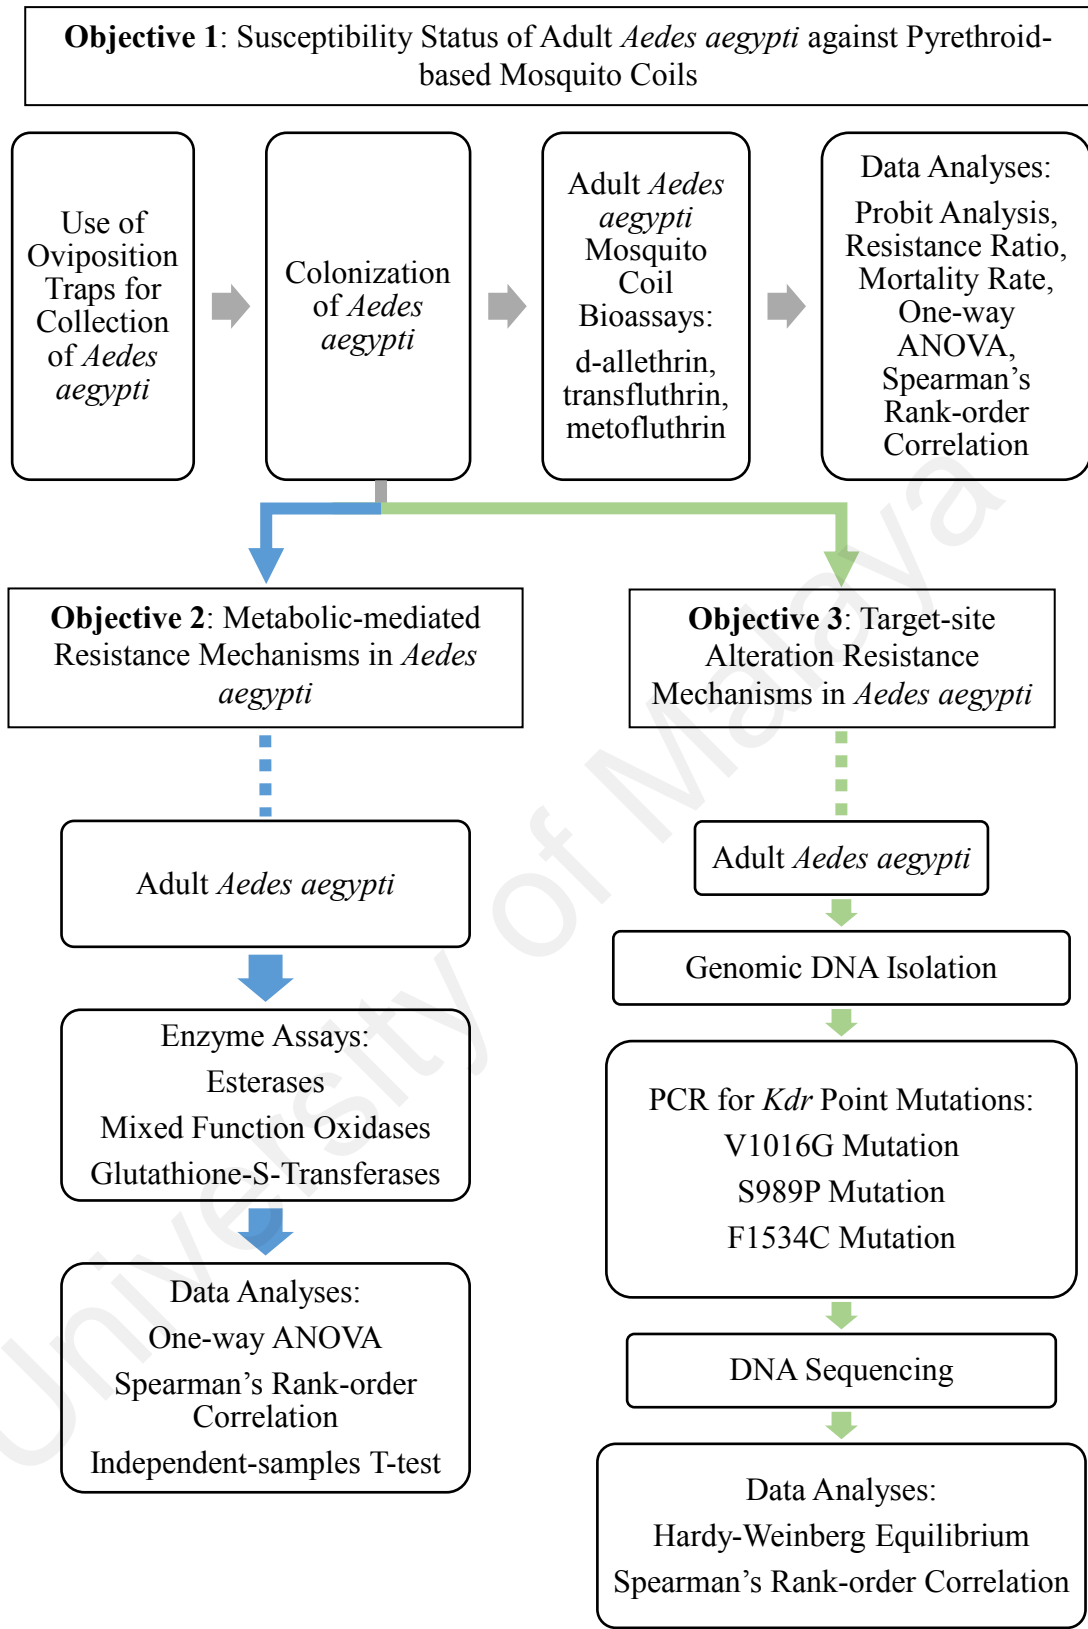 Objective 1: Susceptibility Status of Adult Aedes aegypti against Pyrethroid-
based Mosquito Coils
Use of
Oviposition
Traps for
Collection
of Aedes
aegypti
Colonization
of Aedes
aegypti
Adult Aedes
aegypti
Mosquito
Coil
Bioassays:
d-allethrin,
transfluthrin,
metofluthrin
Data Analyses:
Probit Analysis,
Resistance Ratio,
Mortality Rate,
One-way
ANOVA,
Spearman’s
Rank-order
Correlation
Objective 2: Metabolic-mediated
Resistance Mechanisms in Aedes
aegypti
Adult Aedes aegypti
Enzyme Assays:
Esterases
Mixed Function Oxidases
Glutathione-S-Transferases
Data Analyses:
One-way ANOVA
Spearman’s Rank-order
Correlation
Independent-samples T-test
Objective 3: Target-site
Alteration Resistance
Mechanisms in Aedes aegypti
Adult Aedes aegypti
Genomic DNA Isolation
PCR for Kdr Point Mutations:
V1016G Mutation
S989P Mutation
F1534C Mutation
DNA Sequencing
Data Analyses:
Hardy-Weinberg Equilibrium
Spearman’s Rank-order Correlation
University of Malaya